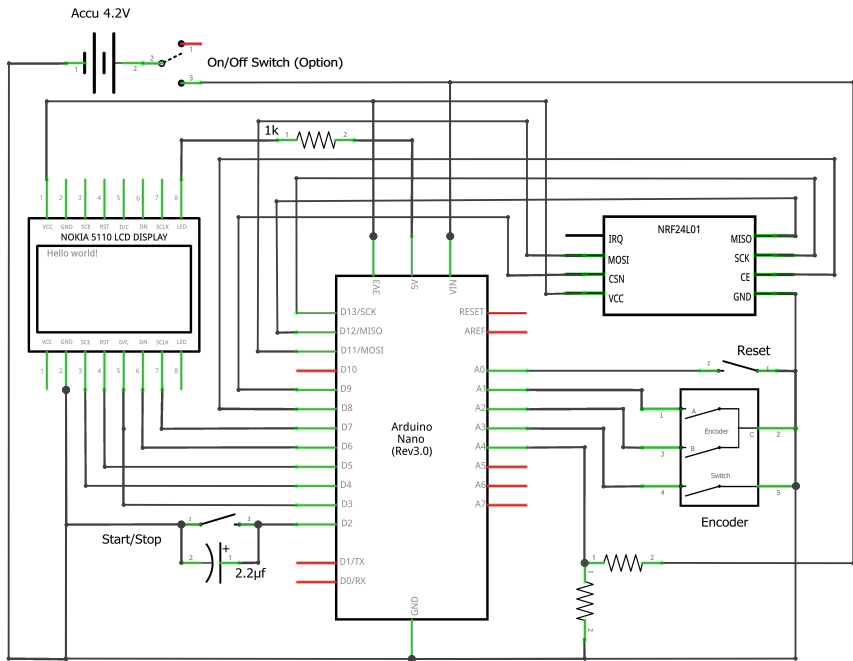 Accu 4.2V
1
2
2
1
3
On/Off Switch (Option)
1k
1
2
1 2 3 4 5 6 7 8
VCC GND SCE RST D/C DN SCLK LED
NOKIA 5110 LCD DISPLAY
Hello world!
VCC GND SCE RST D/C DN SCLK LED
1 2 3 4 5 6 7 8
NRF24L01
IRQ
MOSI
CSN
VCC
MISO
SCK
CE
GND
3V3
5V
VIN
D13/SCK
D12/MISO
D11/MOSI
D10
D9
D8
D7
D6
D5
D4
D3
D2
D1/TX
D0/RX
RESET
AREF
A0
A1
A2
A3
A4
A5
A6
A7
Arduino
Nano
(Rev3.0)
GND
Reset
2
1
A
Encoder
B
C
Switch
1
3
4
2
5
Encoder
Start/Stop
1
2
2
1
+
2.2μf
1
2
1
2